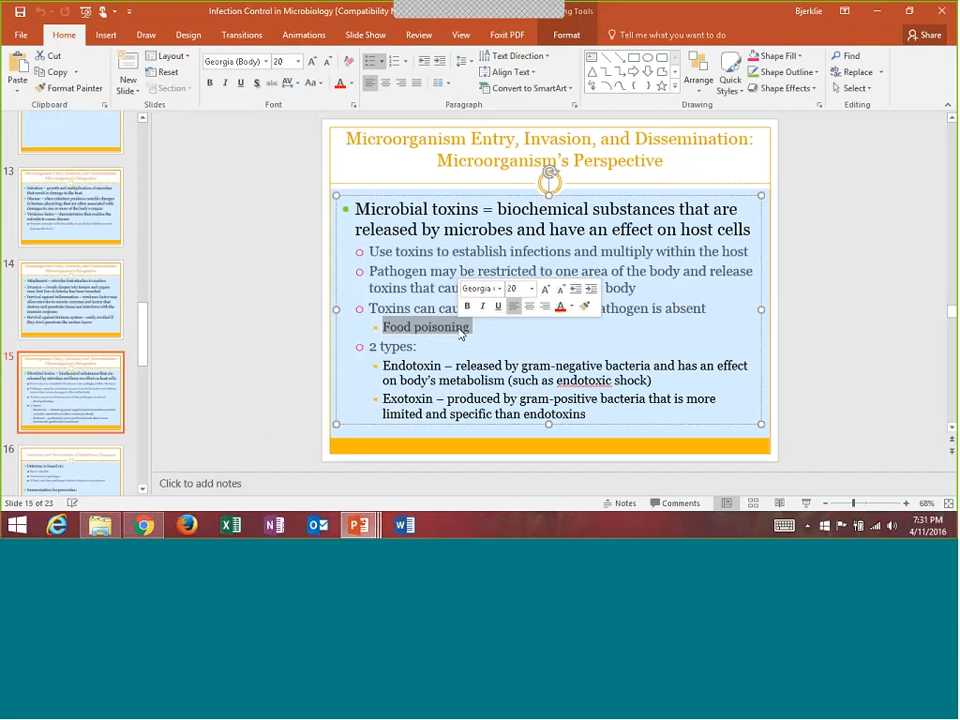 Infection Control in Microbiology [Compatibility
ing Tools
Bjerklie
File
Home
Insert
Draw
Design
Transitions
Animations
Slide Show
Review
View
Foxit PDF
Format
Tell me what you want to do
Share
Paste
Cut
Copy
Format Painter
Clipboard
New
Slide
Layout
Reset
Section
Slides
Georgia (Body)
20
Font
Text Direction
Align Text
Convert to SmartArt
Paragraph
Arrange
Quick
Styles
Shape Fill
Shape Outline
Shape Effects
Drawing
Find
Replace
Select
Editing
13
14
15
16
Microorganism Entry, Invasion, and Dissemination:
Microorganism's Perspective
Microbial toxins = biochemical substances that are
released by microbes and have an effect on host cells
Use toxins to establish infections and multiply within the host
Pathogen may be restricted to one area of the body and release
toxins that cau
body
Georgia
20
Toxins can cau
athogen is absent
Food poisoning
2 types:
Endotoxin – released by gram-negative bacteria and has an effect
on body's metabolism (such as endotoxic shock)
Exotoxin – produced by gram-positive bacteria that is more
limited and specific than endotoxins
Click to add notes
Slide 15 of 23
Notes
Comments
68%
7:31 PM
4/11/2016